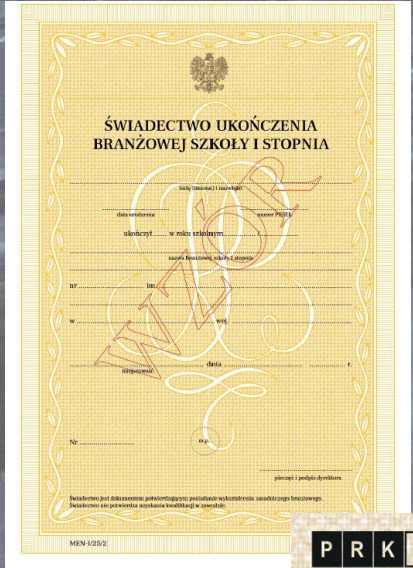 ŚWIADECTWO UKOŃCZENIA
BRANŻOWEJ SZKOŁY I STOPNIA
imię (imiona) i nazwisko
data urodzenia numer PESEL
ukończył....... w roku szkolnym................/................
nazwa branżowej szkoły I stopnia
nr ........................ im.
w ........................ woj. ........................
........................, dnia ........................ ............ r.
miejscowość
WZÓR
Nr ........................ m.p.
pieczęć i podpis dyrektora
Świadectwo jest dokumentem potwierdzającym posiadanie wykształcenia zasadniczego branżowego.
Świadectwo nie potwierdza uzyskania kwalifikacji w zawodzie.
MEN-I/25/2
PRK